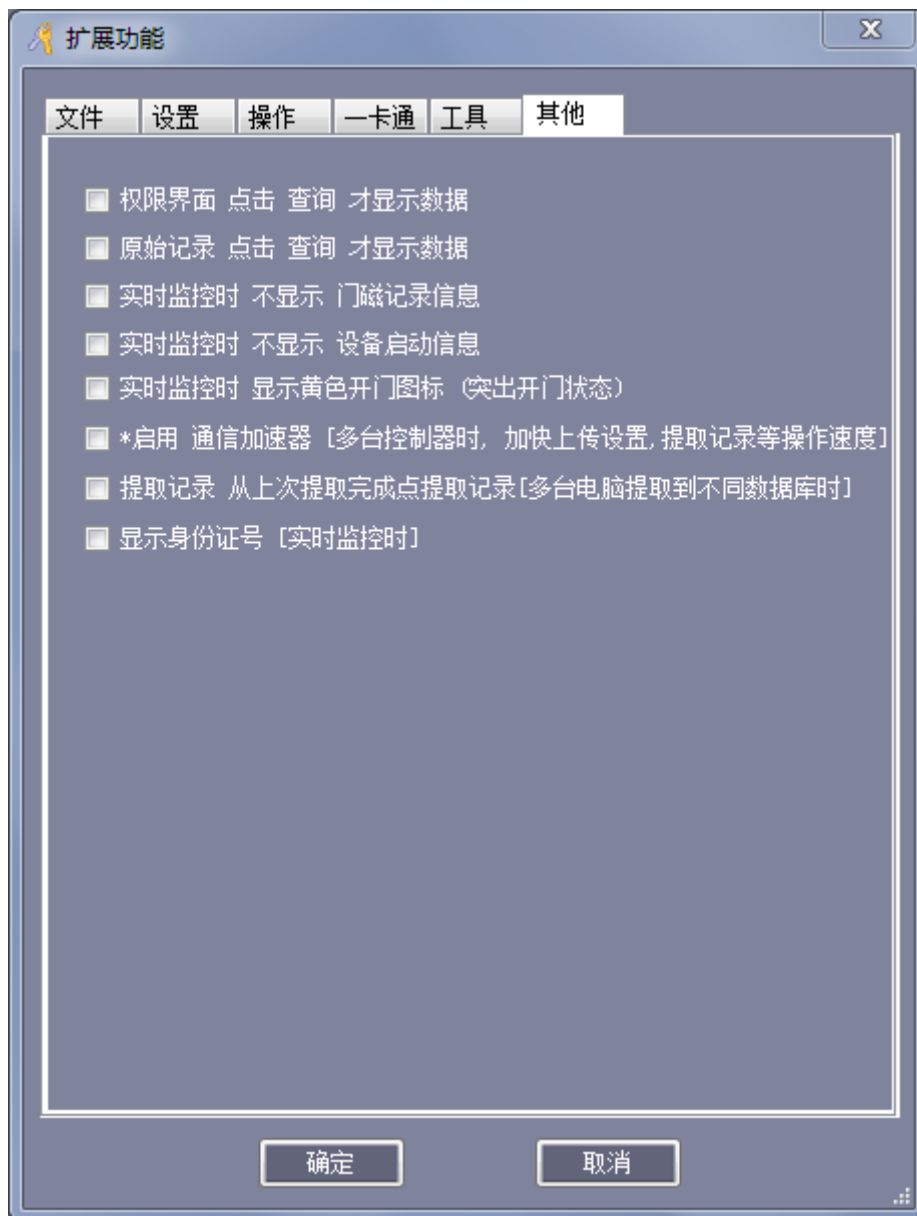 扩展功能
文件 设置 操作 一卡通 工具 其他
权限界面 点击 查询 才显示数据
原始记录 点击 查询 才显示数据
实时监控时 不显示 门磁记录信息
实时监控时 不显示 设备启动信息
实时监控时 显示黄色开门图标 (突出开门状态)
*启用 通信加速器 [多台控制器时, 加快上传设置,提取记录等操作速度]
提取记录 从上次提取完成点提取记录[多台电脑提取到不同数据库时]
显示身份证号 [实时监控时]
确定 取消